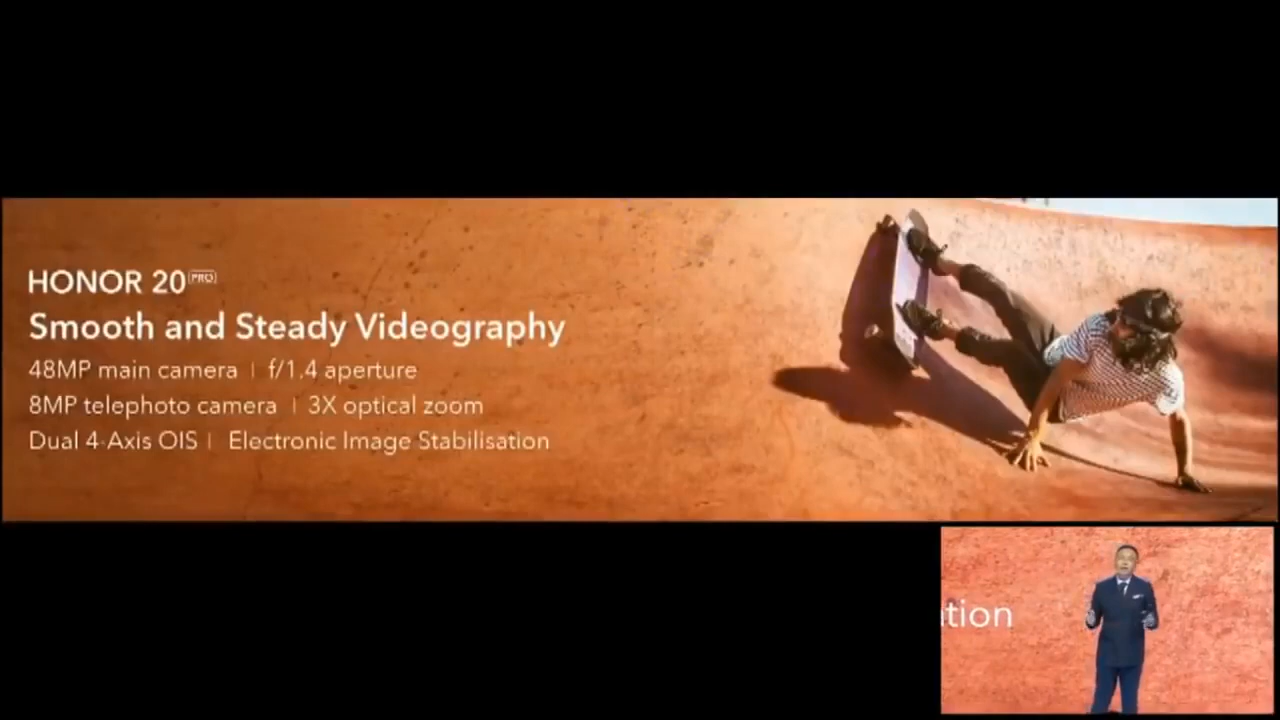 HONOR 20 PRO
Smooth and Steady Videography
48MP main camera | f/1.4 aperture
8MP telephoto camera | 3X optical zoom
Dual 4-Axis OIS | Electronic Image Stabilisation
tion